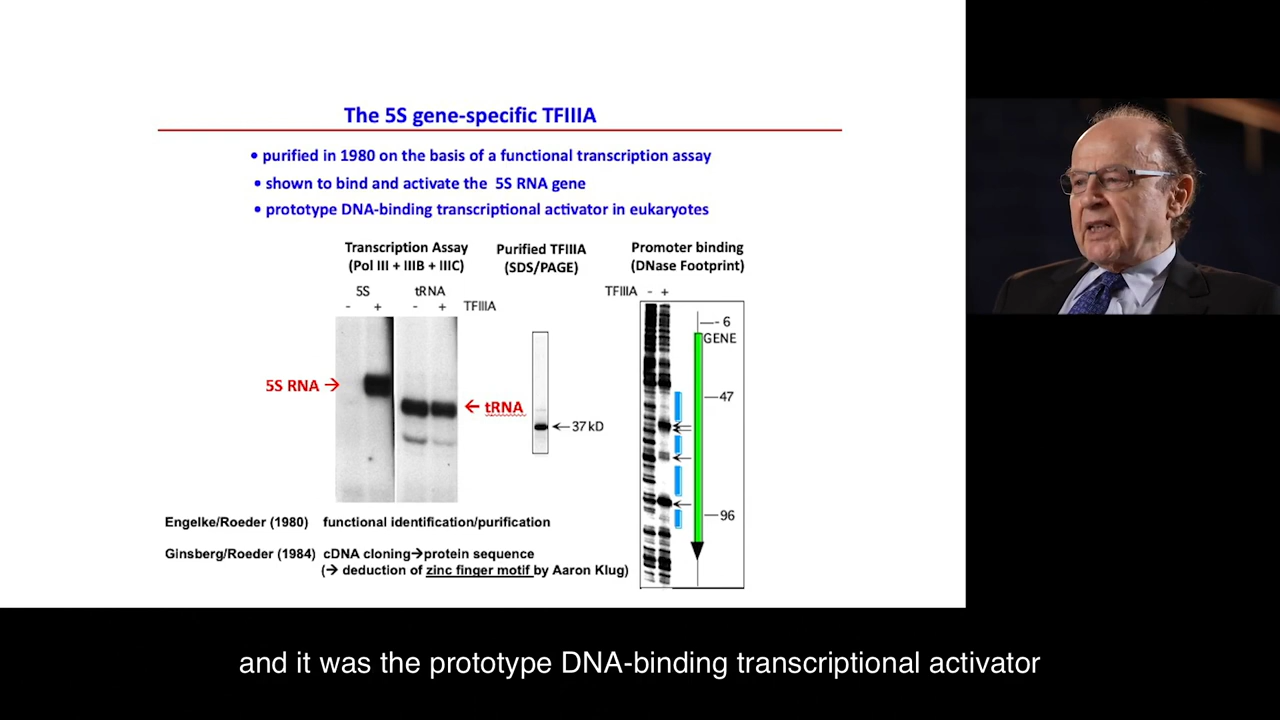 The 5S gene-specific TFIIIA
• purified in 1980 on the basis of a functional transcription assay
• shown to bind and activate the 5S RNA gene
• prototype DNA-binding transcriptional activator in eukaryotes
Transcription Assay
(Pol III + IIIB + IIIC)
5S tRNA
- + - + TFIIIA
5S RNA →
← tRNA
Purified TFIIIA
(SDS/PAGE)
← 37 kD
Promoter binding
(DNase Footprint)
TFIIIA - +
- 6
GENE
47
96
Engelke/Roeder (1980) functional identification/purification
Ginsberg/Roeder (1984) cDNA cloning→protein sequence
(→ deduction of zinc finger motif by Aaron Klug)
and it was the prototype DNA-binding transcriptional activator